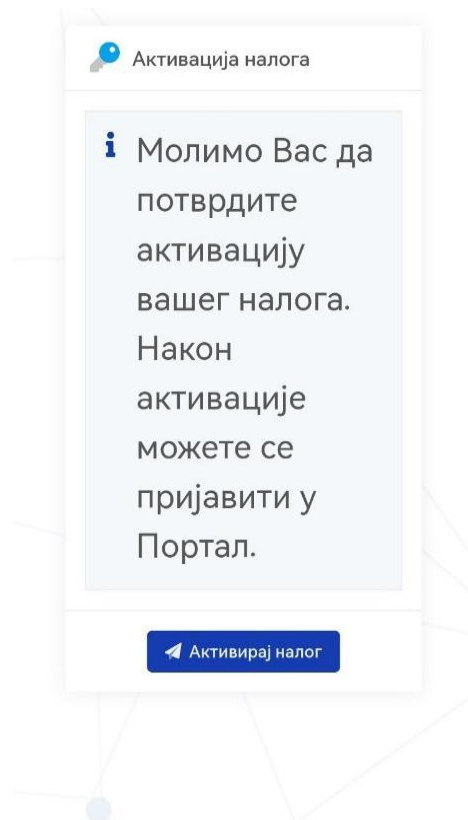 Активација налога
Молимо Вас да
потврдите
активацију
вашег налога.
Након
активације
можете се
пријавити у
Портал.
Активирај налог